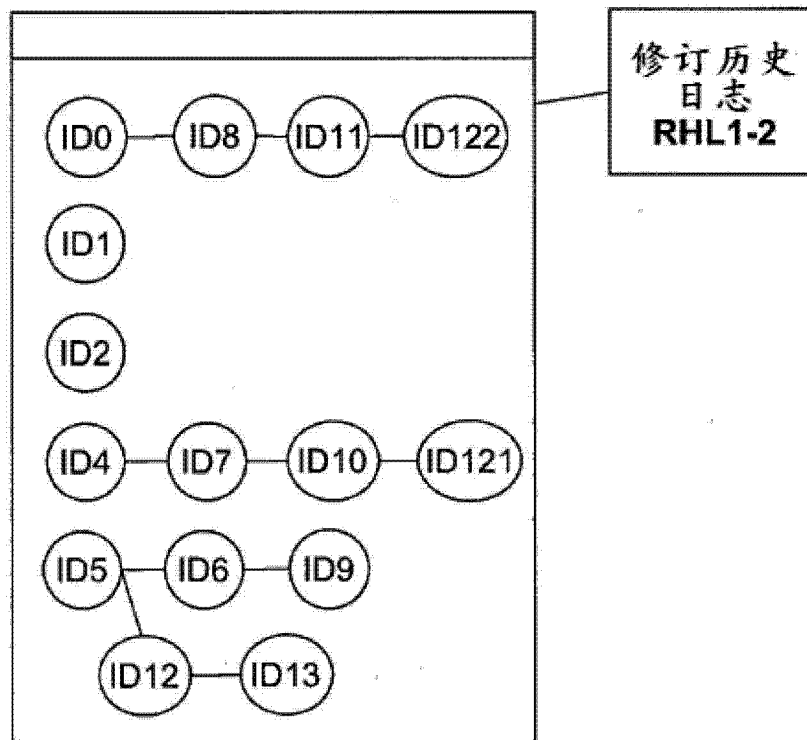 修订历史
日志
RHL1-2
ID0 ID8 ID11 ID122
ID1
ID2
ID4 ID7 ID10 ID121
ID5 ID6 ID9
ID12 ID13